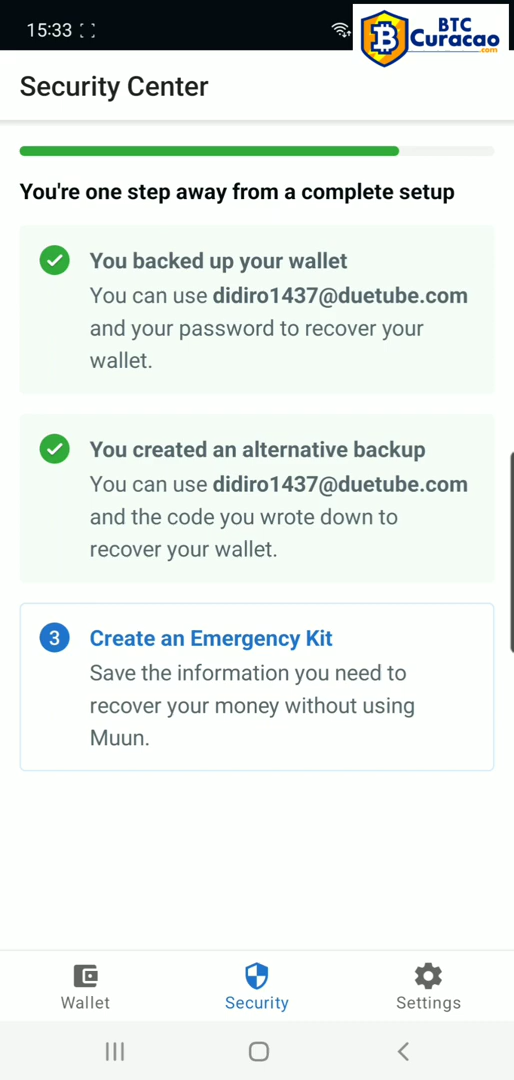 15:33
BTC
Curacao
.com
Security Center
You're one step away from a complete setup
You backed up your wallet
You can use didiro1437@duetube.com
and your password to recover your
wallet.
You created an alternative backup
You can use didiro1437@duetube.com
and the code you wrote down to
recover your wallet.
3 Create an Emergency Kit
Save the information you need to
recover your money without using
Muun.
Wallet Security Settings